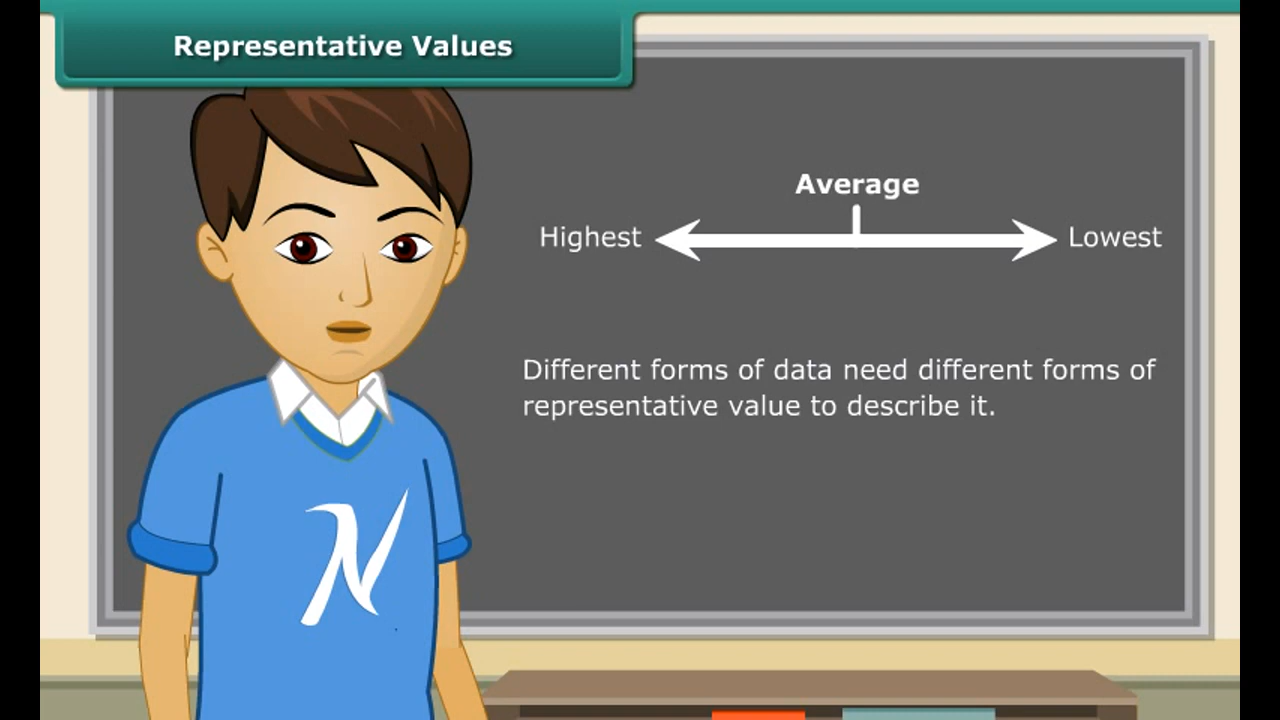 Representative Values
Average
Highest Lowest
Different forms of data need different forms of
representative value to describe it.
N